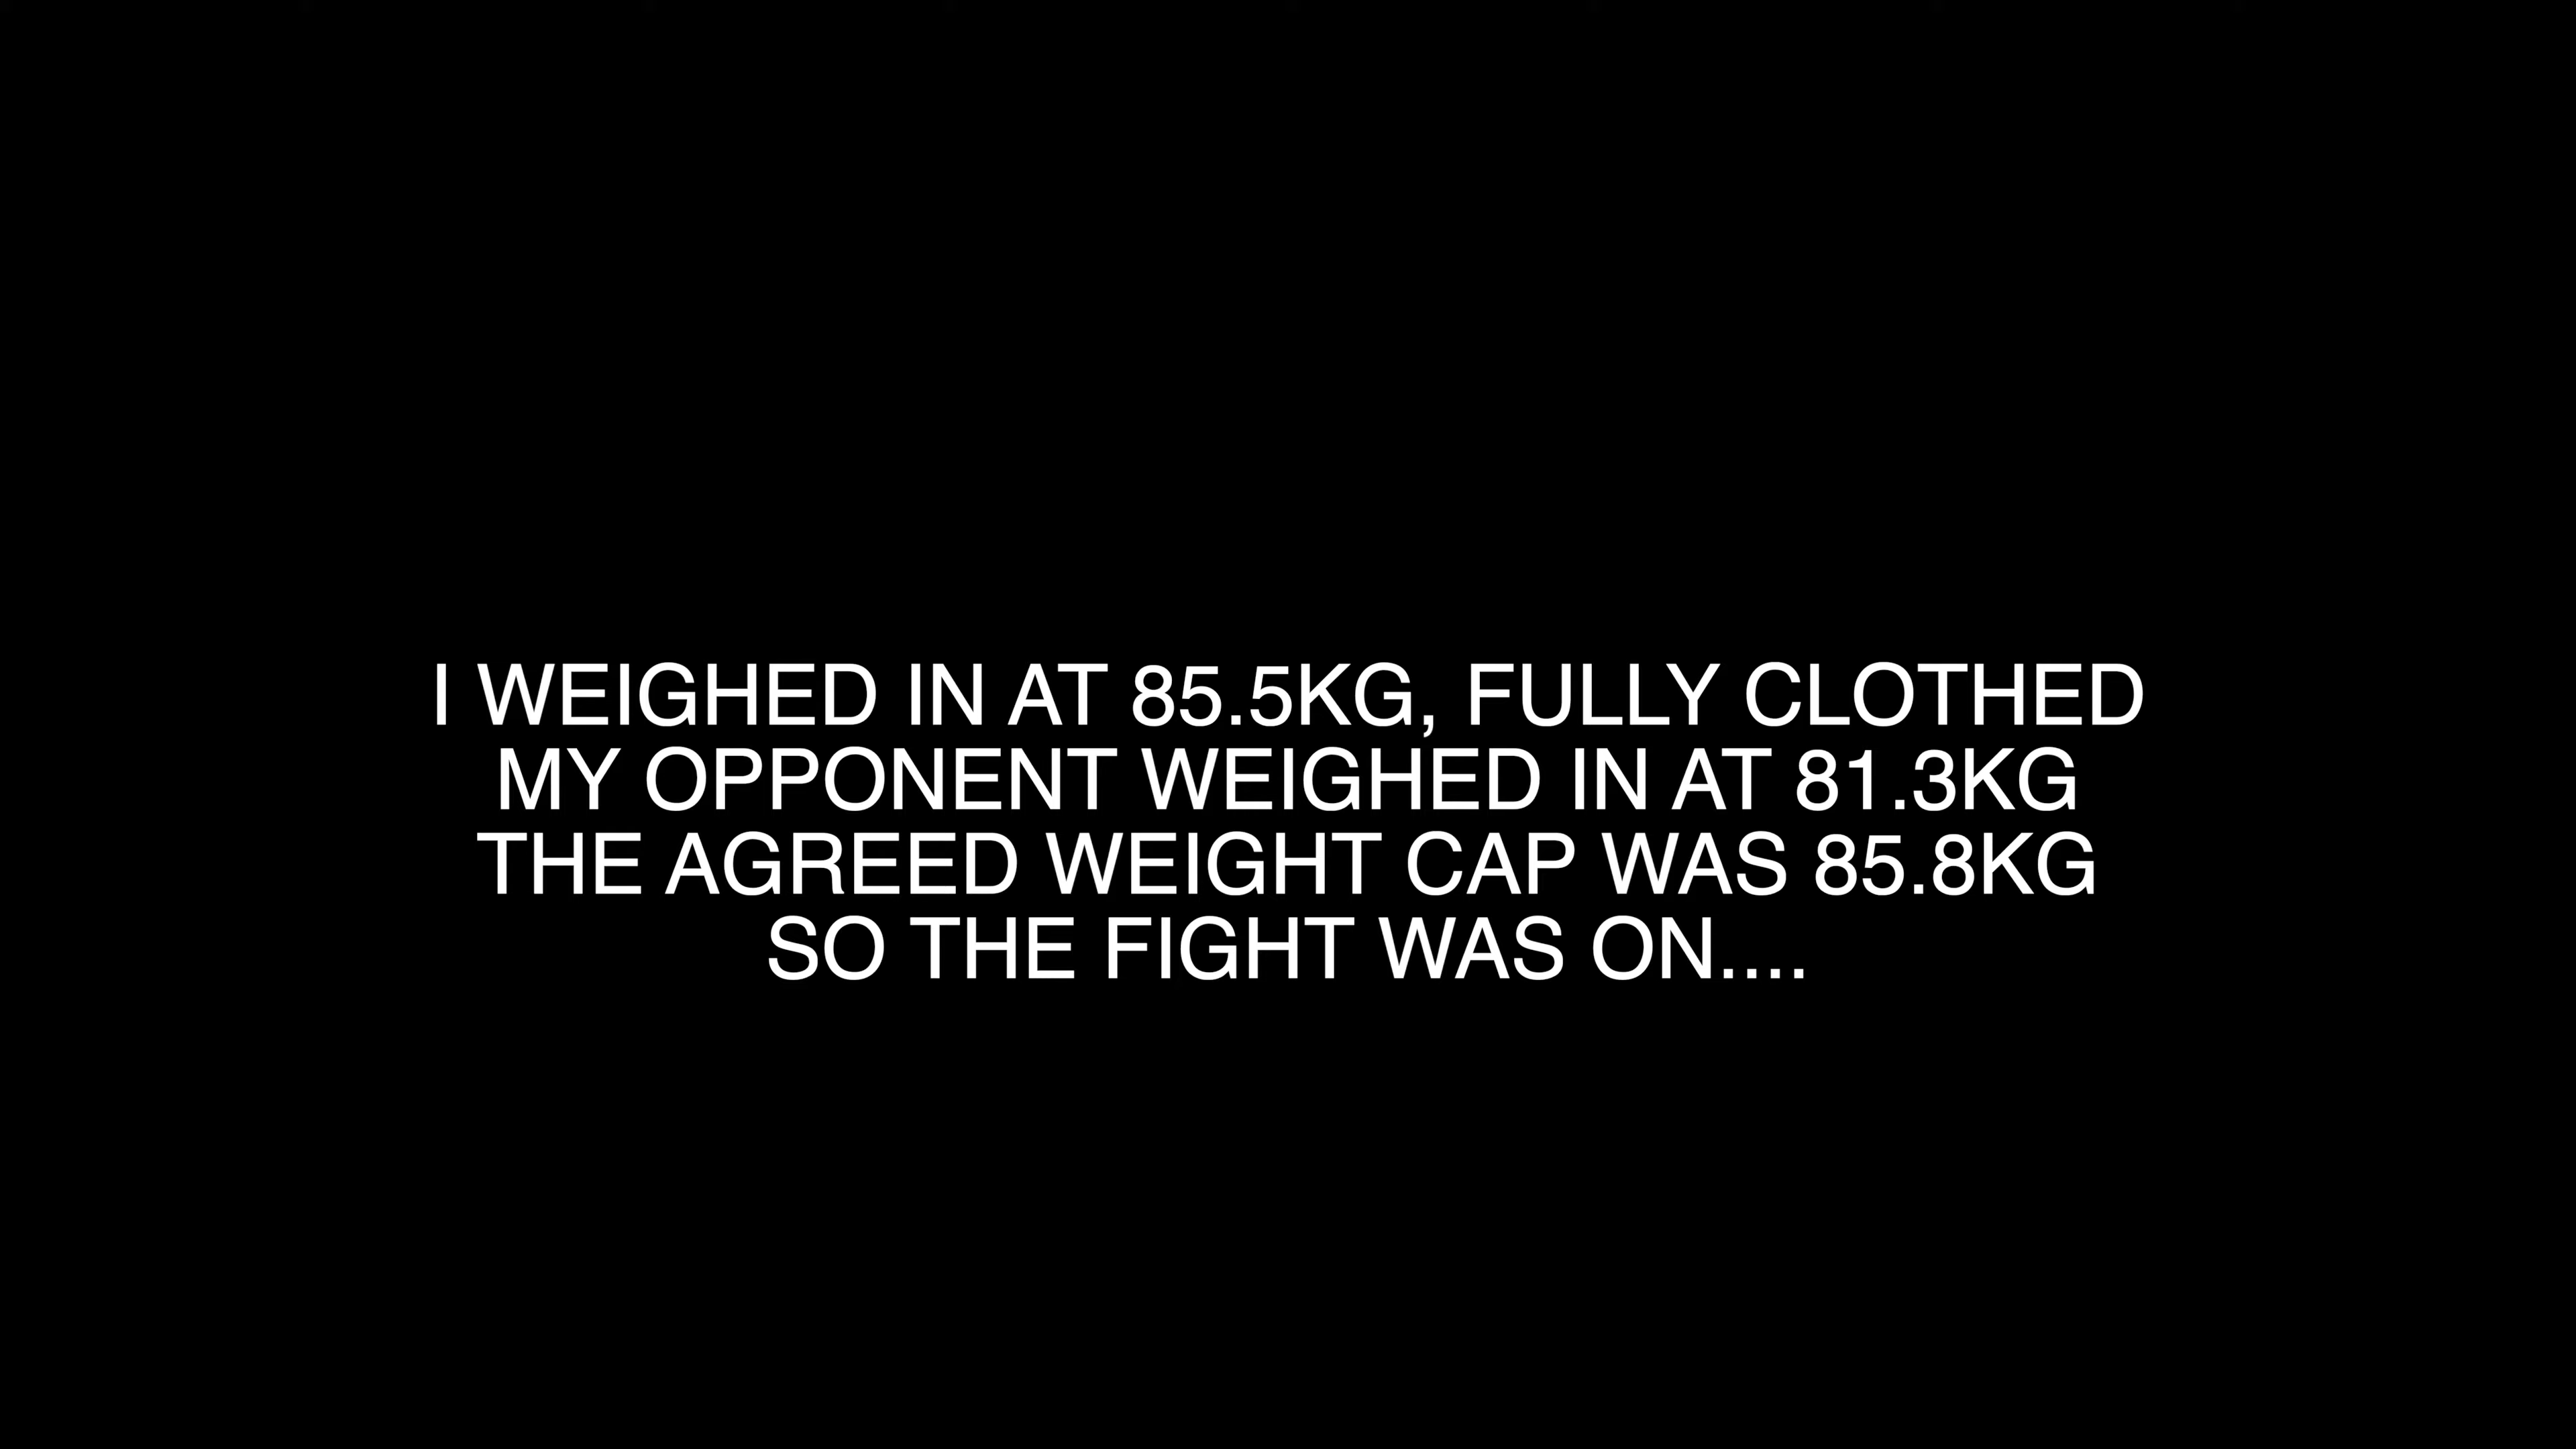 I WEIGHED IN AT 85.5KG, FULLY CLOTHED
MY OPPONENT WEIGHED IN AT 81.3KG
THE AGREED WEIGHT CAP WAS 85.8KG
SO THE FIGHT WAS ON....